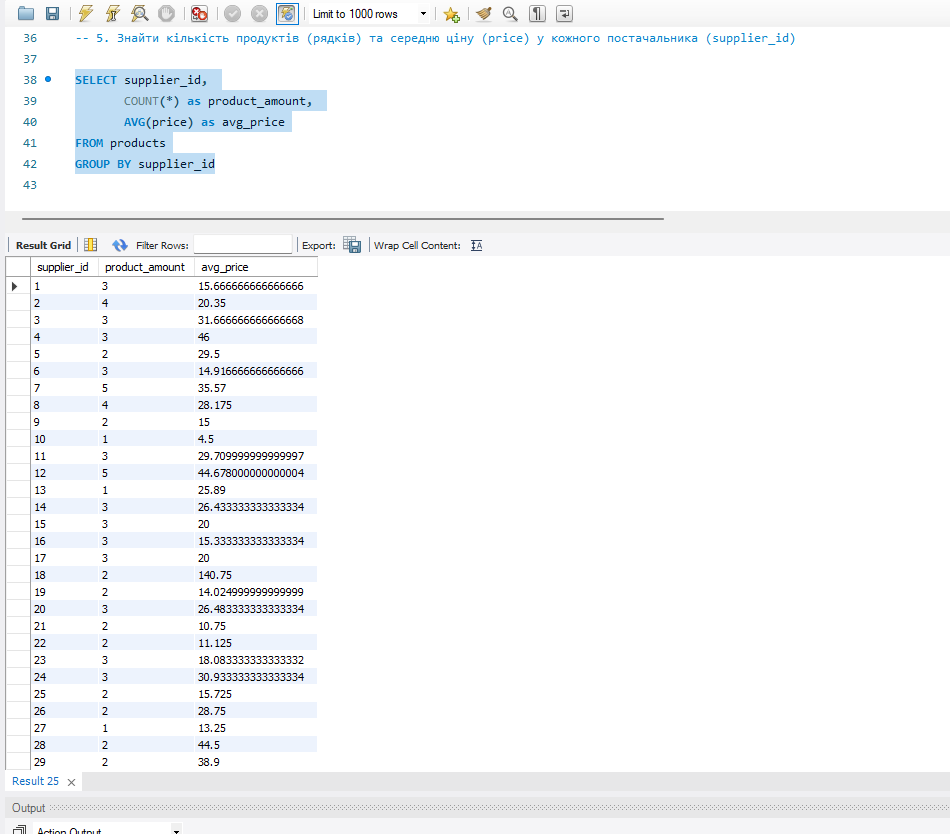 Limit to 1000 rows
36 -- 5. Знайти кількість продуктів (рядків) та середню ціну (price) у кожного постачальника (supplier_id)
37
38 SELECT supplier_id,
39 COUNT(*) as product_amount,
40 AVG(price) as avg_price
41 FROM products
42 GROUP BY supplier_id
43
Result Grid Filter Rows: Export: Wrap Cell Content:
supplier_id product_amount avg_price
1 3 15.666666666666666
2 4 20.35
3 3 31.666666666666668
4 3 46
5 2 29.5
6 3 14.916666666666666
7 5 35.57
8 4 28.175
9 2 15
10 1 4.5
11 3 29.709999999999997
12 5 44.678000000000004
13 1 25.89
14 3 26.433333333333334
15 3 20
16 3 15.333333333333334
17 3 20
18 2 140.75
19 2 14.024999999999999
20 3 26.483333333333334
21 2 10.75
22 2 11.125
23 3 18.083333333333332
24 3 30.933333333333334
25 2 15.725
26 2 28.75
27 1 13.25
28 2 44.5
29 2 38.9
Result 25
Output
Action Output